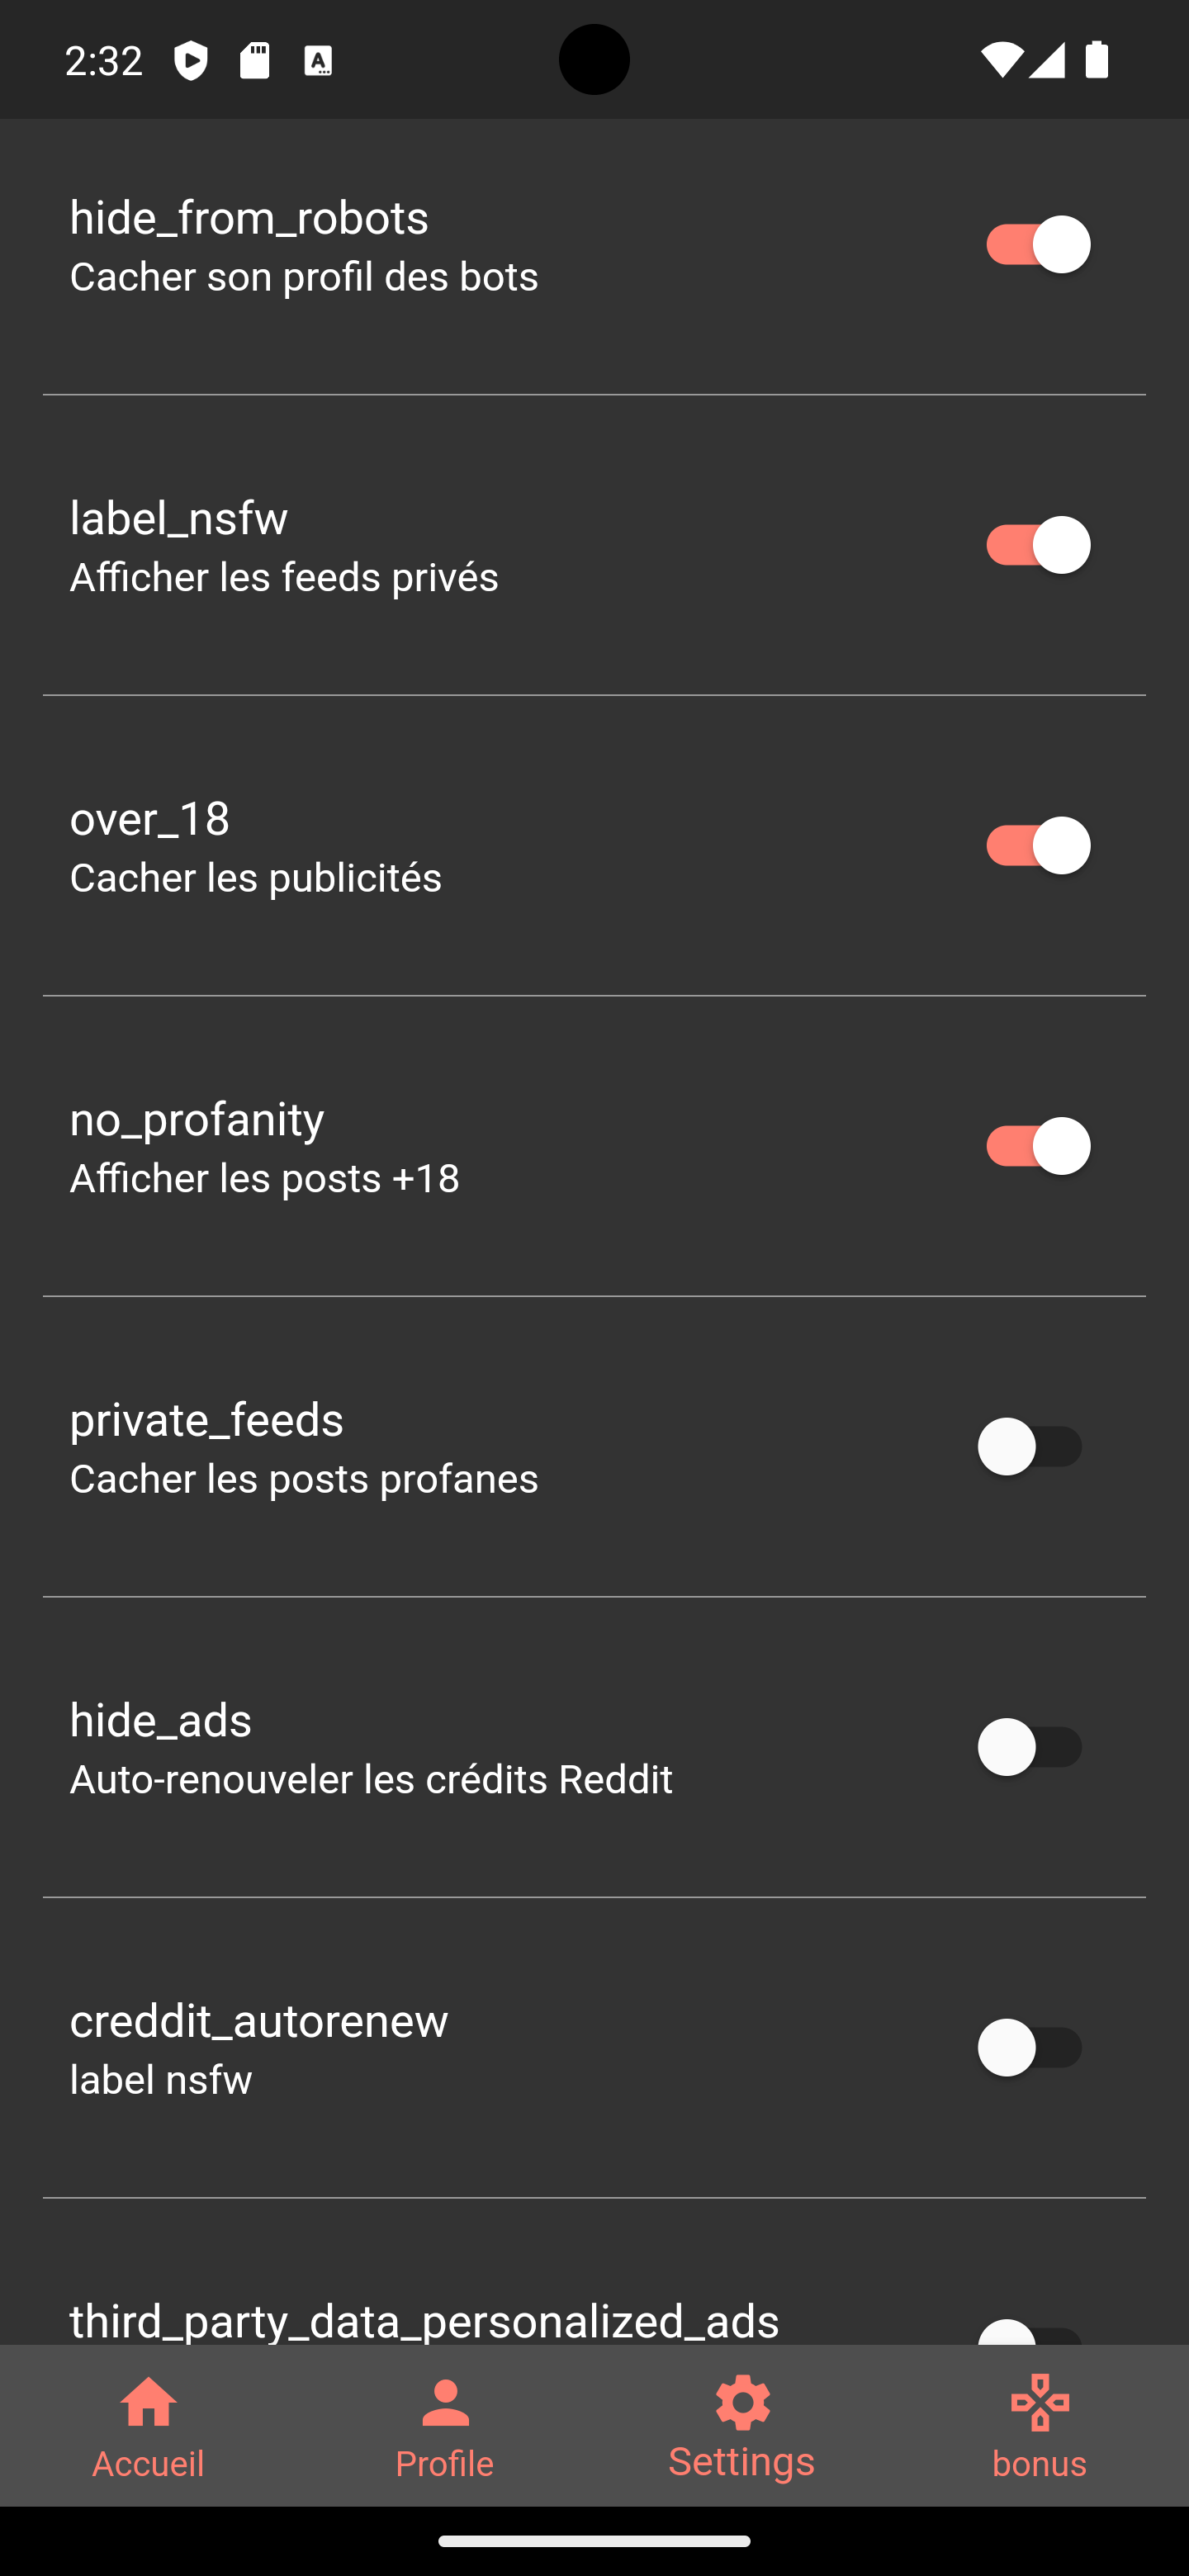 2:32
hide_from_robots
Cacher son profil des bots
label_nsfw
Afficher les feeds privés
over_18
Cacher les publicités
no_profanity
Afficher les posts +18
private_feeds
Cacher les posts profanes
hide_ads
Auto-renouveler les crédits Reddit
creddit_autorenew
label nsfw
third_party_data_personalized_ads
Accueil
Profile
Settings
bonus